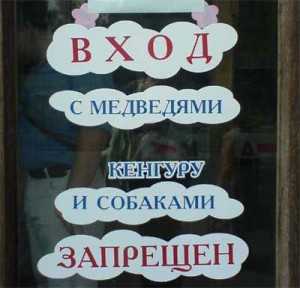 ВХОД
С МЕДВЕДЯМИ
КЕНГУРУ
И СОБАКАМИ
ЗАПРЕЩЕН